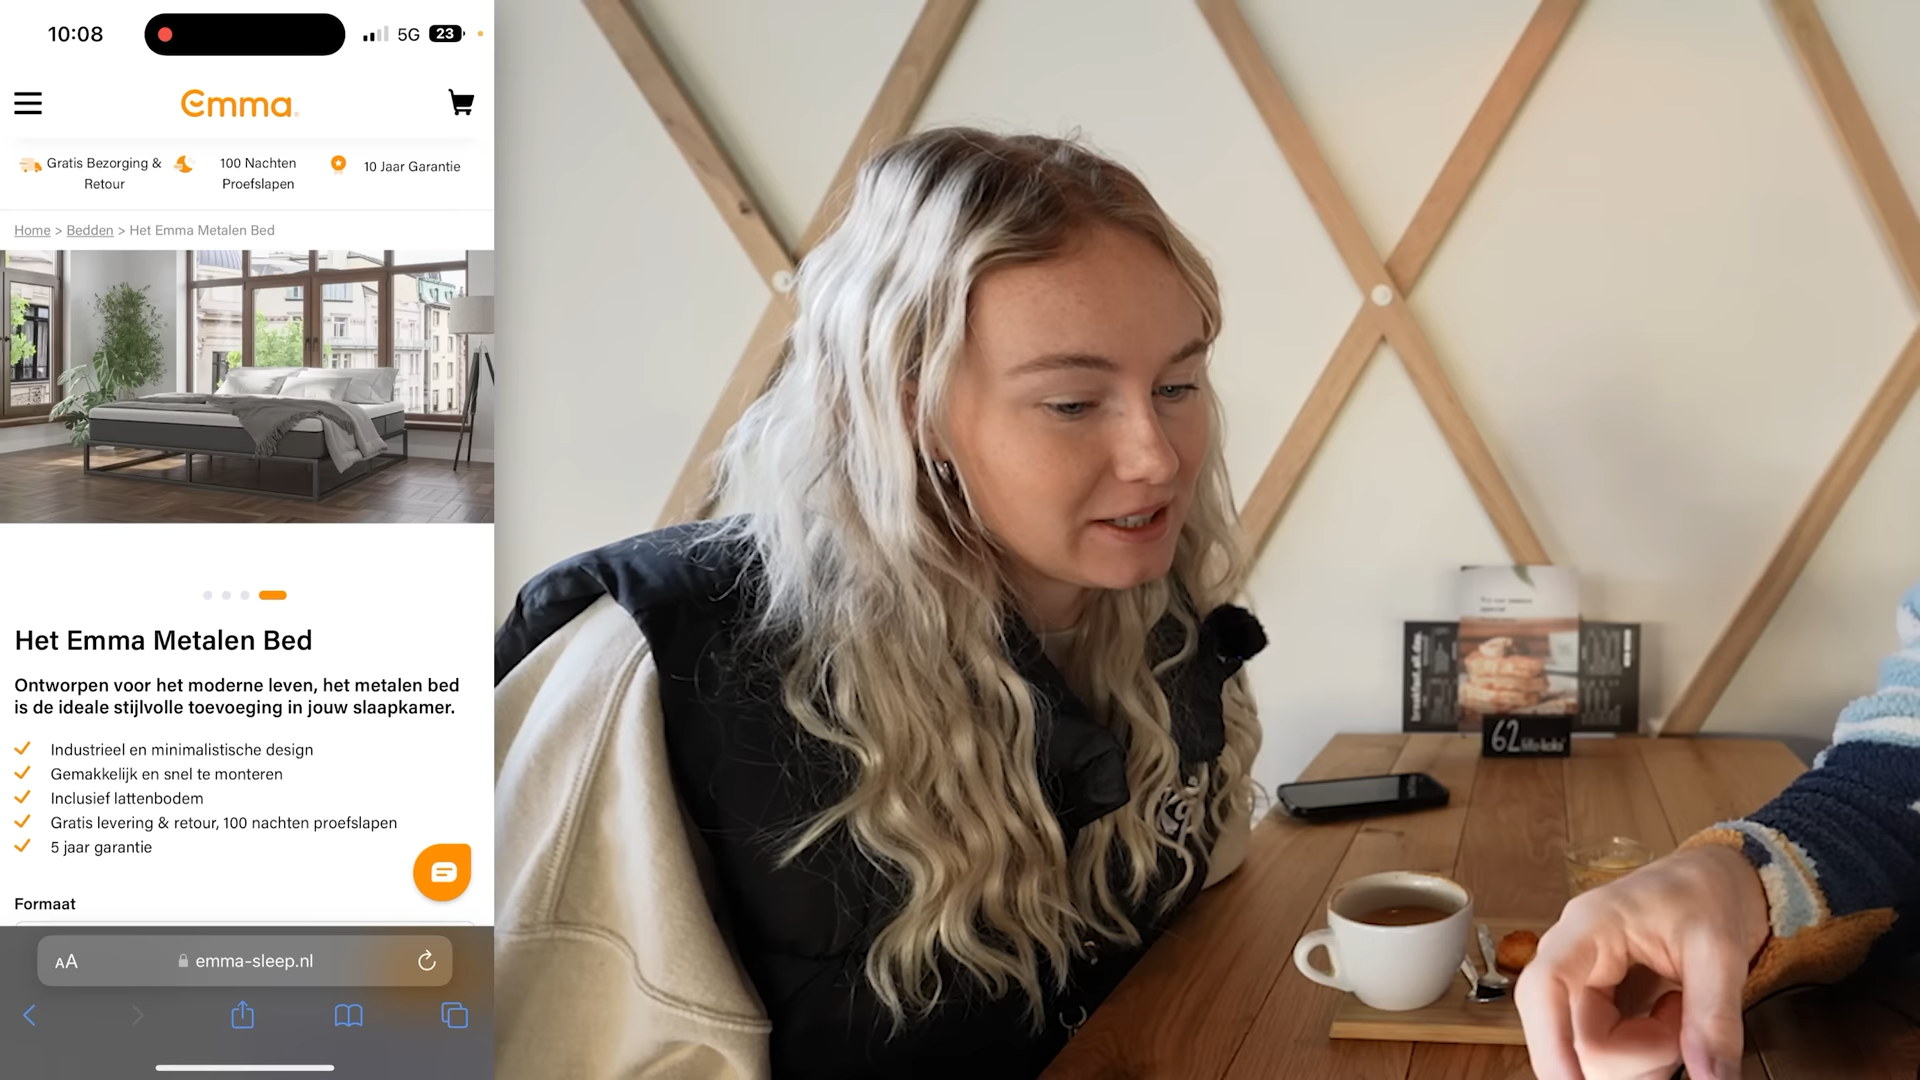 10:08
5G
23
emma
Gratis Bezorging &
Retour
100 Nachten
Proefslapen
10 Jaar Garantie
Home > Bedden > Het Emma Metalen Bed
Het Emma Metalen Bed
Ontworpen voor het moderne leven, het metalen bed
is de ideale stijlvolle toevoeging in jouw slaapkamer.
Industrieel en minimalistische design
Gemakkelijk en snel te monteren
Inclusief lattenbodem
Gratis levering & retour, 100 nachten proefslapen
5 jaar garantie
Formaat
AA
emma-sleep.nl
breakfast all day.
62